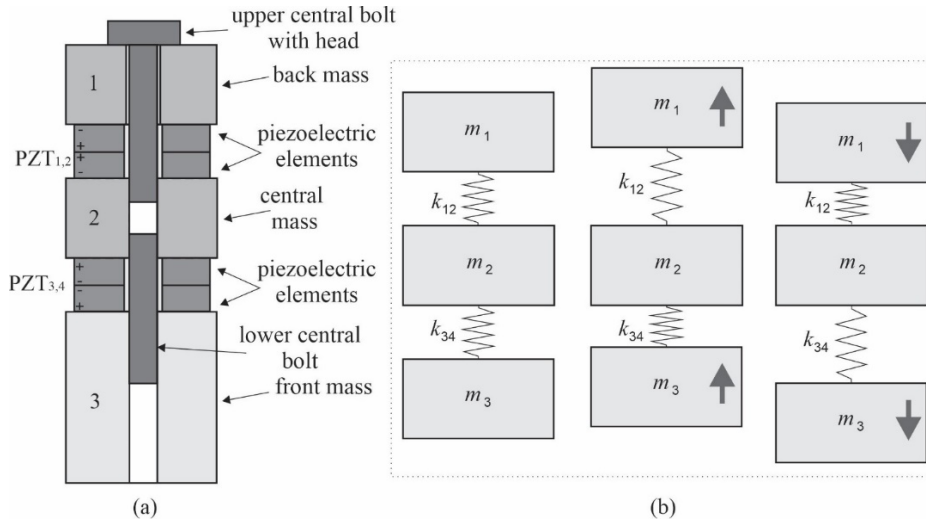 upper central bolt
with head
1
back mass
-
+
PZT1,2
+
-
piezoelectric
elements
2
central
mass
+
-
PZT3,4
-
+
piezoelectric
elements
lower central
bolt
3
front mass
(a)
m1
k12
m2
k34
m3
m1
k12
m2
k34
m3
m1
k12
m2
k34
m3
(b)